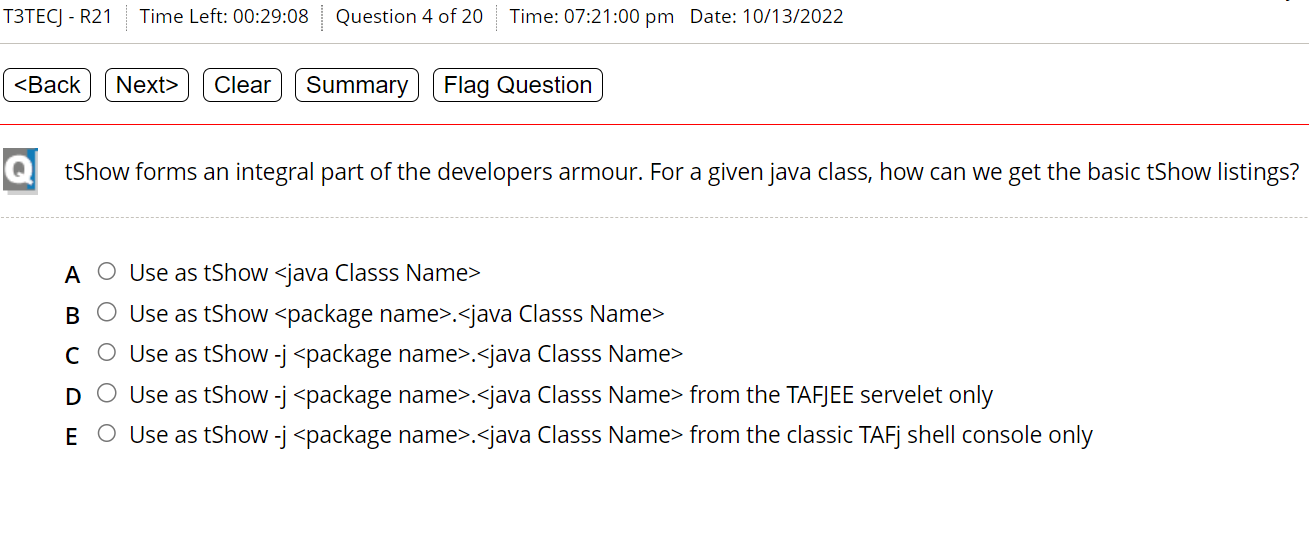 T3TECJ - R21 Time Left: 00:29:08 Question 4 of 20 Time: 07:21:00 pm Date: 10/13/2022
<Back Next> Clear Summary Flag Question
Q tShow forms an integral part of the developers armour. For a given java class, how can we get the basic tShow listings?
A Use as tShow <java Classs Name>
B Use as tShow <package name>.<java Classs Name>
C Use as tShow -j <package name>.<java Classs Name>
D Use as tShow -j <package name>.<java Classs Name> from the TAFJEE servelet only
E Use as tShow -j <package name>.<java Classs Name> from the classic TAFj shell console only